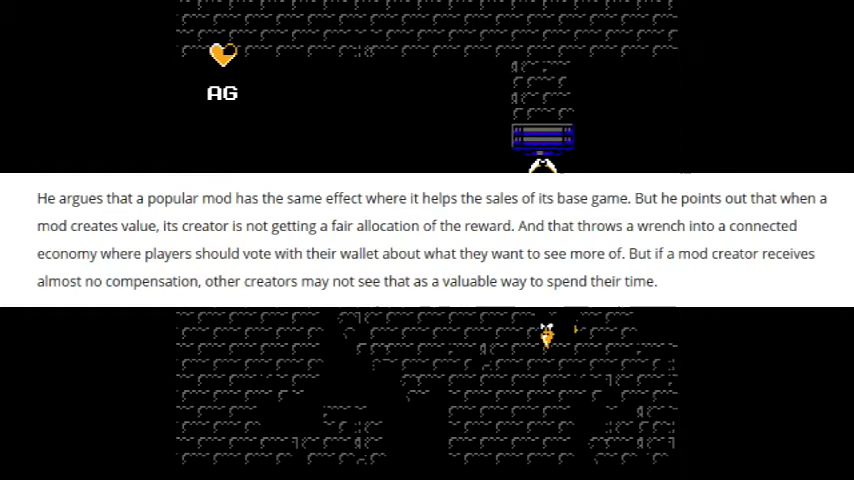 AG
He argues that a popular mod has the same effect where it helps the sales of its base game. But he points out that when a
mod creates value, its creator is not getting a fair allocation of the reward. And that throws a wrench into a connected
economy where players should vote with their wallet about what they want to see more of. But if a mod creator receives
almost no compensation, other creators may not see that as a valuable way to spend their time.